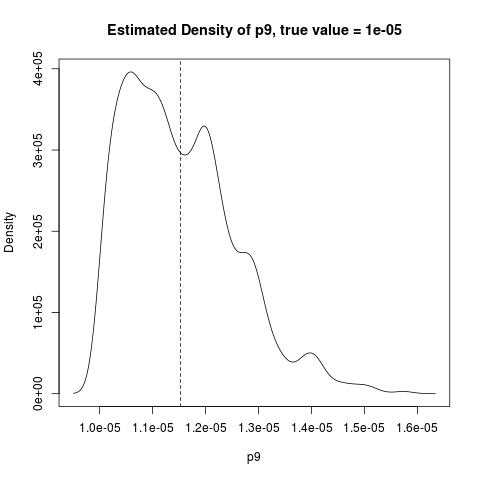 Estimated Density of p9, true value = 1e-05
Density
4e+05
3e+05
2e+05
1e+05
0e+00
1.0e-05 1.1e-05 1.2e-05 1.3e-05 1.4e-05 1.5e-05 1.6e-05
p9